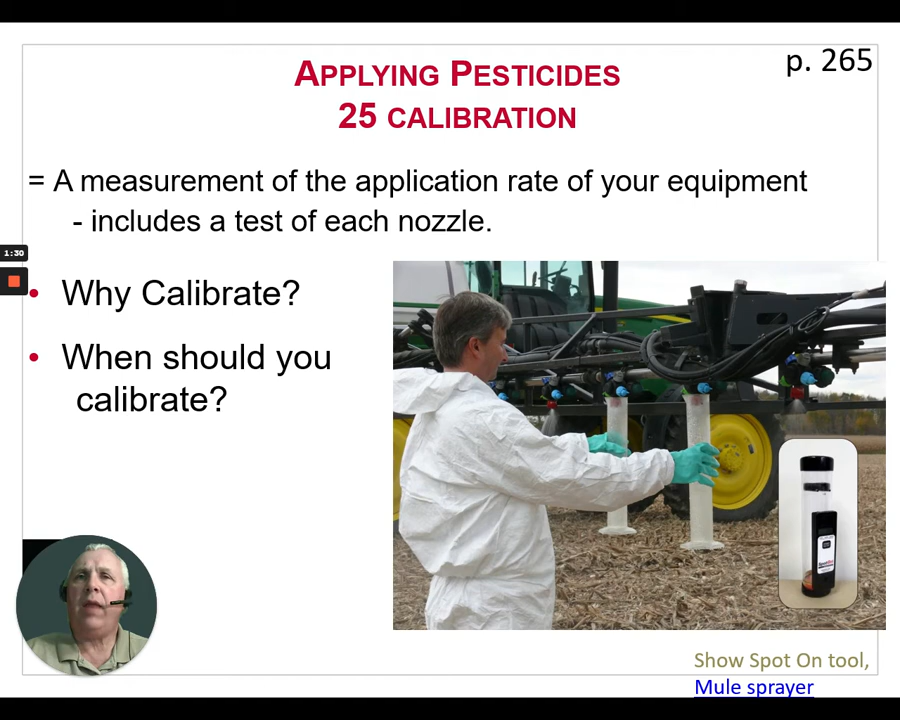 p. 265
APPLYING PESTICIDES
25 CALIBRATION
= A measurement of the application rate of your equipment
- includes a test of each nozzle.
1:30
• Why Calibrate?
• When should you
calibrate?
Show Spot On tool,
Mule sprayer